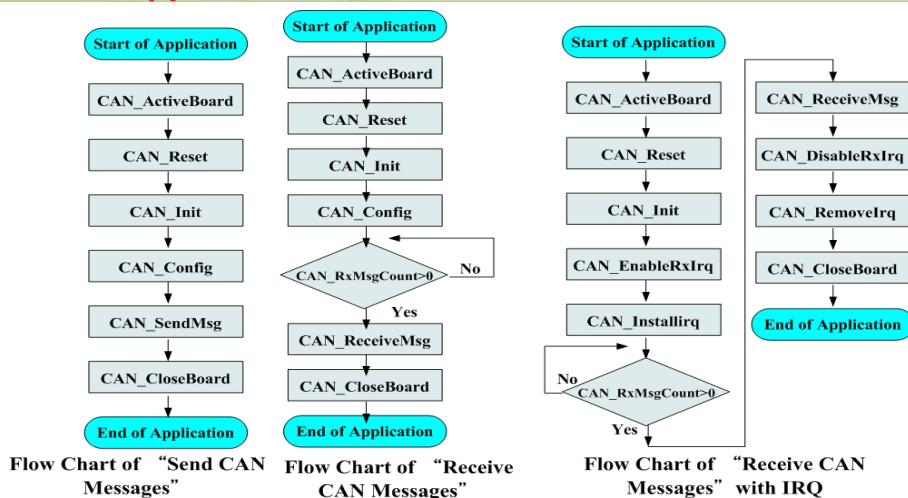 Start of Application
CAN_ActiveBoard
CAN_Reset
CAN_Init
CAN_Config
CAN_SendMsg
CAN_CloseBoard
End of Application
Flow Chart of “Send CAN
Messages”
Start of Application
CAN_ActiveBoard
CAN_Reset
CAN_Init
CAN_Config
CAN_RxMsgCount>0
No
Yes
CAN_ReceiveMsg
CAN_CloseBoard
End of Application
Flow Chart of “Receive
CAN Messages”
Start of Application
CAN_ActiveBoard
CAN_Reset
CAN_Init
CAN_EnableRxIrq
CAN_Installirq
No
CAN_RxMsgCount>0
Yes
CAN_ReceiveMsg
CAN_DisableRxIrq
CAN_RemoveIrq
CAN_CloseBoard
End of Application
Flow Chart of “Receive CAN
Messages” with IRQ